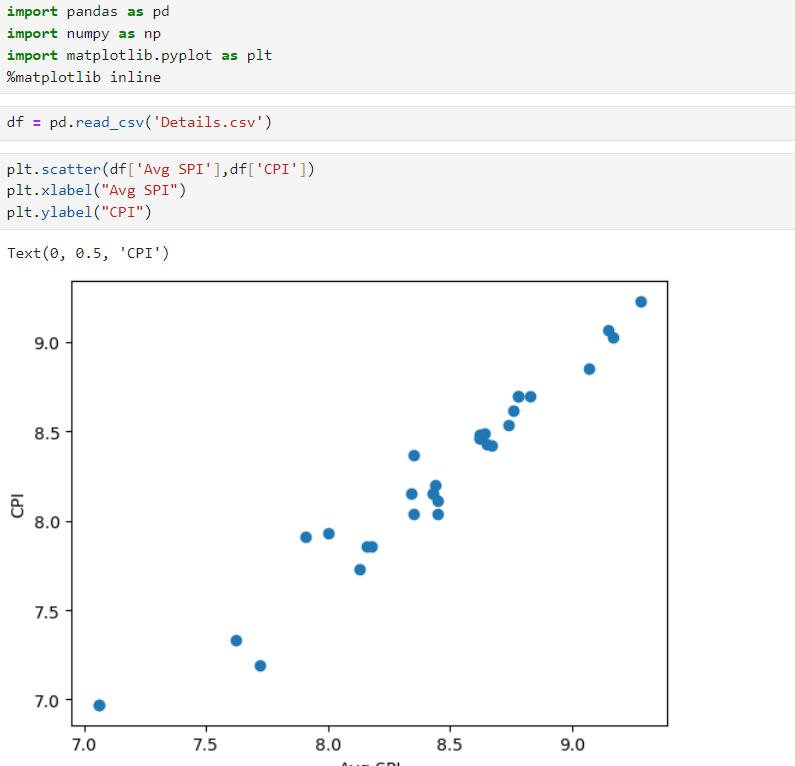 import pandas as pd
import numpy as np
import matplotlib.pyplot as plt
%matplotlib inline
df = pd.read_csv('Details.csv')
plt.scatter(df['Avg SPI'],df['CPI'])
plt.xlabel("Avg SPI")
plt.ylabel("CPI")
Text(0, 0.5, 'CPI')
9.0
8.5
8.0
7.5
7.0
CPI
7.0 7.5 8.0 8.5 9.0
Avg SPI